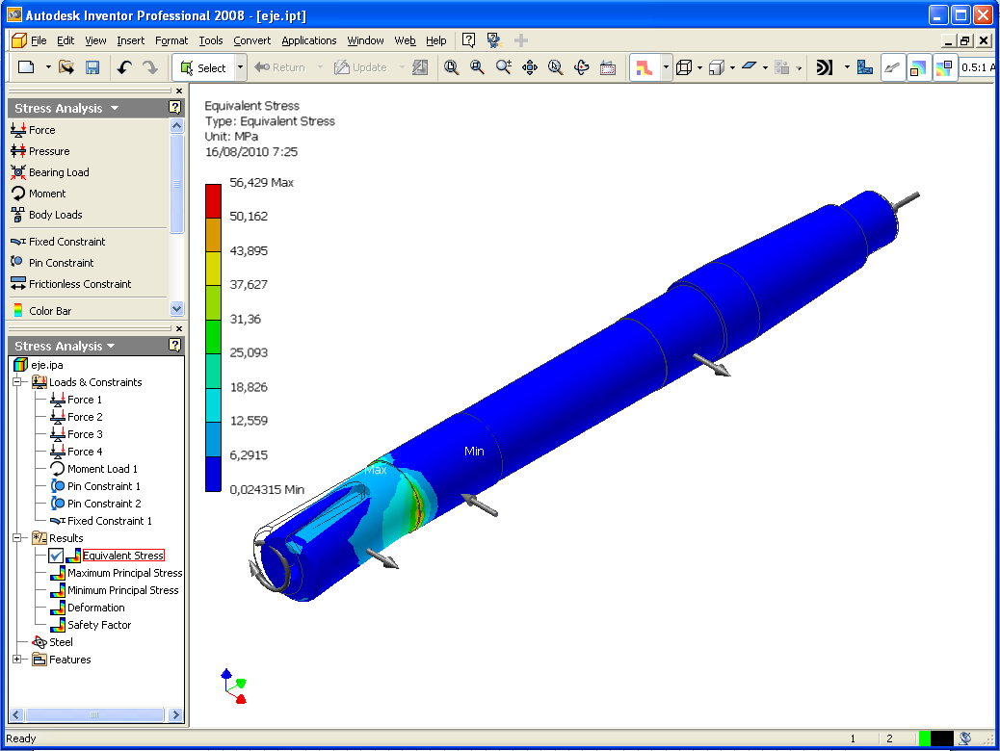 Autodesk Inventor Professional 2008 - [eje.ipt]
File Edit View Insert Format Tools Convert Applications Window Web Help
Select Return Update 0.5:1 A
Stress Analysis
Force
Pressure
Bearing Load
Moment
Body Loads
Fixed Constraint
Pin Constraint
Frictionless Constraint
Color Bar
Stress Analysis
eje.ipa
Loads & Constraints
Force 1
Force 2
Force 3
Force 4
Moment Load 1
Pin Constraint 1
Pin Constraint 2
Fixed Constraint 1
Results
Equivalent Stress
Maximum Principal Stress
Minimum Principal Stress
Deformation
Safety Factor
Steel
Features
Equivalent Stress
Type: Equivalent Stress
Unit: MPa
16/08/2010 7:25
56,429 Max
50,162
43,895
37,627
31,36
25,093
18,826
12,559
6,2915
0,024315 Min
Min
Max
Ready
1 2